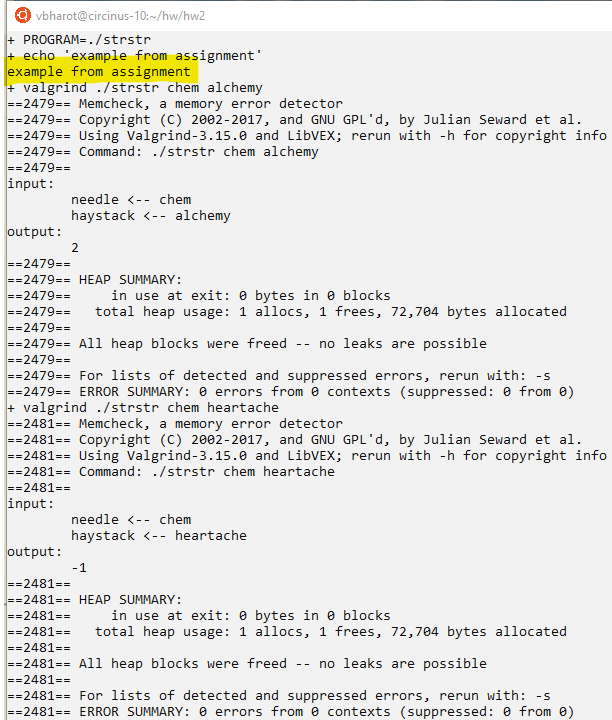 vbharot@circinus-10:~/hw/hw2
+ PROGRAM=./strstr
+ echo 'example from assignment'
example from assignment
+ valgrind ./strstr chem alchemy
==2479== Memcheck, a memory error detector
==2479== Copyright (C) 2002-2017, and GNU GPL'd, by Julian Seward et al.
==2479== Using Valgrind-3.15.0 and LibVEX; rerun with -h for copyright info
==2479== Command: ./strstr chem alchemy
==2479==
input:
        needle <-- chem
        haystack <-- alchemy
output:
        2
==2479==
==2479== HEAP SUMMARY:
==2479==     in use at exit: 0 bytes in 0 blocks
==2479==   total heap usage: 1 allocs, 1 frees, 72,704 bytes allocated
==2479==
==2479== All heap blocks were freed -- no leaks are possible
==2479==
==2479== For lists of detected and suppressed errors, rerun with: -s
==2479== ERROR SUMMARY: 0 errors from 0 contexts (suppressed: 0 from 0)
+ valgrind ./strstr chem heartache
==2481== Memcheck, a memory error detector
==2481== Copyright (C) 2002-2017, and GNU GPL'd, by Julian Seward et al.
==2481== Using Valgrind-3.15.0 and LibVEX; rerun with -h for copyright info
==2481== Command: ./strstr chem heartache
==2481==
input:
        needle <-- chem
        haystack <-- heartache
output:
        -1
==2481==
==2481== HEAP SUMMARY:
==2481==     in use at exit: 0 bytes in 0 blocks
==2481==   total heap usage: 1 allocs, 1 frees, 72,704 bytes allocated
==2481==
==2481== All heap blocks were freed -- no leaks are possible
==2481==
==2481== For lists of detected and suppressed errors, rerun with: -s
==2481== ERROR SUMMARY: 0 errors from 0 contexts (suppressed: 0 from 0)